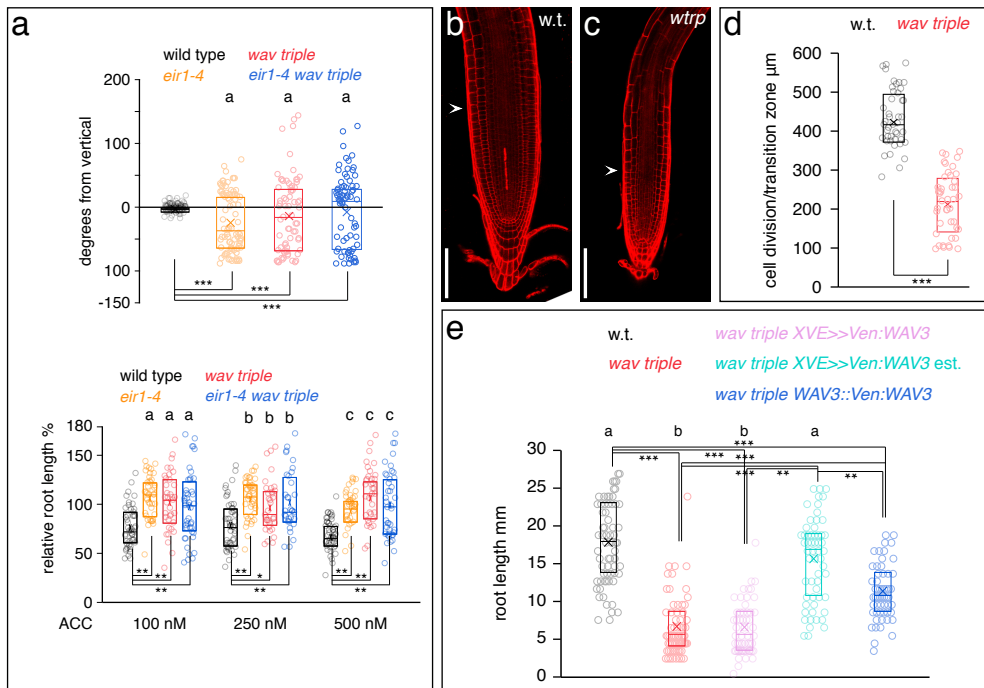 a
wild type
wav triple
eir1-4
eir1-4 wav triple
200
a a a
100
0
50
100
-150
degrees from vertical
***
***
***
wild type
wav triple
eir1-4
eir1-4 wav triple
180
a a a b b b c c c
150
100
50
0
relative root length %
** ** **
** * **
** ** **
ACC 100 nM 250 nM 500 nM
b
w.t.
c
wtrp
d
w.t.
wav triple
600
500
400
300
200
100
0
cell division/transition zone µm
***
e
w.t.
wav triple XVE>>Ven:WAV3
wav triple
wav triple XVE>>Ven:WAV3 est.
wav triple WAV3::Ven:WAV3
a b b a
***
*** *** ***
*** ** **
30
25
20
15
10
5
0
root length mm